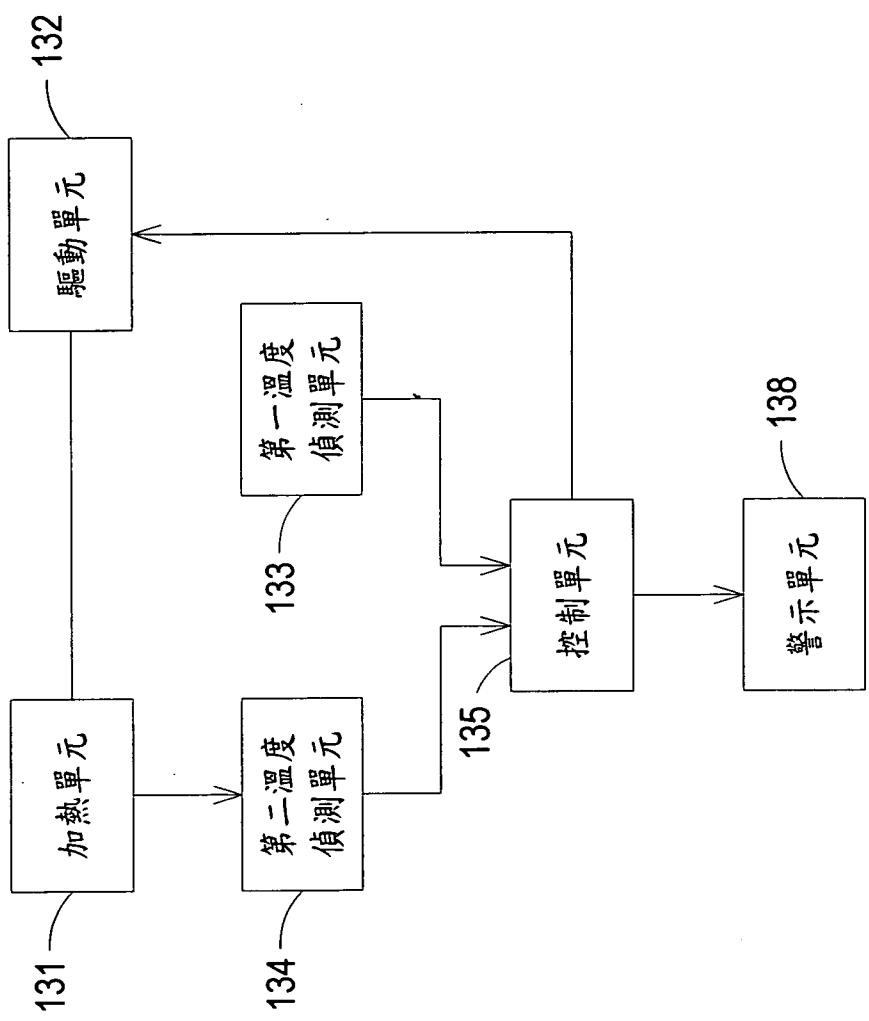 131
加熱單元
132
驅動單元
134
第二溫度
偵測單元
133
第一溫度
偵測單元
135
控制單元
138
警示單元